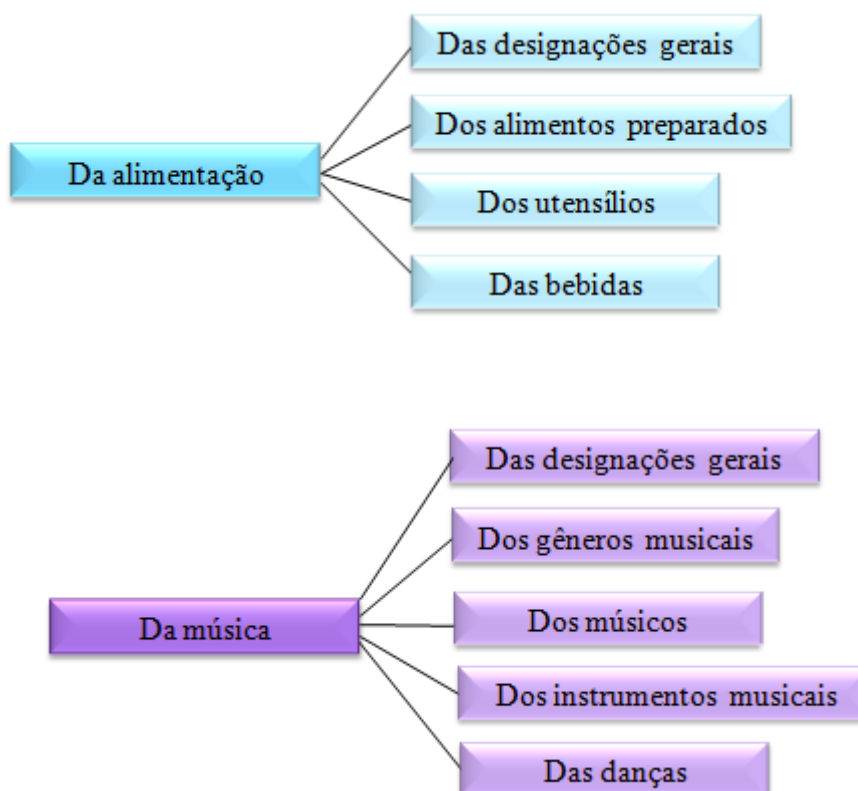 Da alimentação
Das designações gerais
Dos alimentos preparados
Dos utensílios
Das bebidas
Da música
Das designações gerais
Dos gêneros musicais
Dos músicos
Dos instrumentos musicais
Das danças